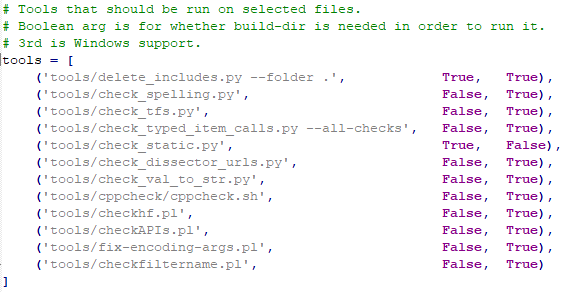 # Tools that should be run on selected files.
# Boolean arg is for whether build-dir is needed in order to run it.
# 3rd is Windows support.
tools = [
    ('tools/delete_includes.py --folder .',            True,   True),
    ('tools/check_spelling.py',                        False,  True),
    ('tools/check_tfs.py',                             False,  True),
    ('tools/check_typed_item_calls.py --all-checks',   False,  True),
    ('tools/check_static.py',                          True,   False),
    ('tools/check_dissector_urls.py',                  False,  True),
    ('tools/check_val_to_str.py',                      False,  True),
    ('tools/cppcheck/cppcheck.sh',                     False,  True),
    ('tools/checkhf.pl',                               False,  True),
    ('tools/checkAPIs.pl',                             False,  True),
    ('tools/fix-encoding-args.pl',                     False,  True),
    ('tools/checkfiltername.pl',                       False,  True)
]